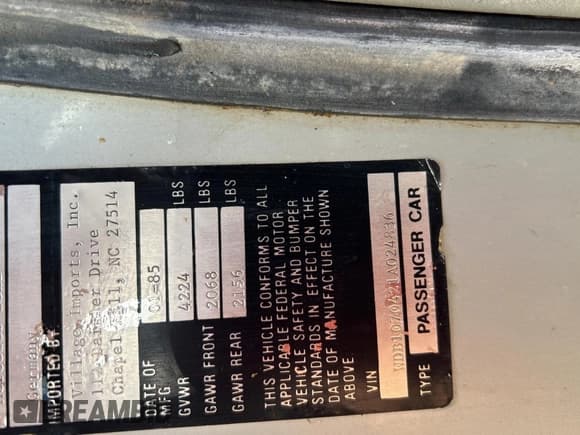 Germany
IMPORTED BY
Village Imports, Inc.
Drive
Chapel Hill, NC 27514
DATE OF MFG 01-85
GVWR 4224 LBS
GAWR FRONT 2068 LBS
GAWR REAR 2156 LBS
THIS VEHICLE CONFORMS TO ALL
APPLICABLE FEDERAL MOTOR
VEHICLE SAFETY AND BUMPER
STANDARDS IN EFFECT ON THE
DATE OF MANUFACTURE SHOWN
ABOVE
VIN
TYPE PASSENGER CAR